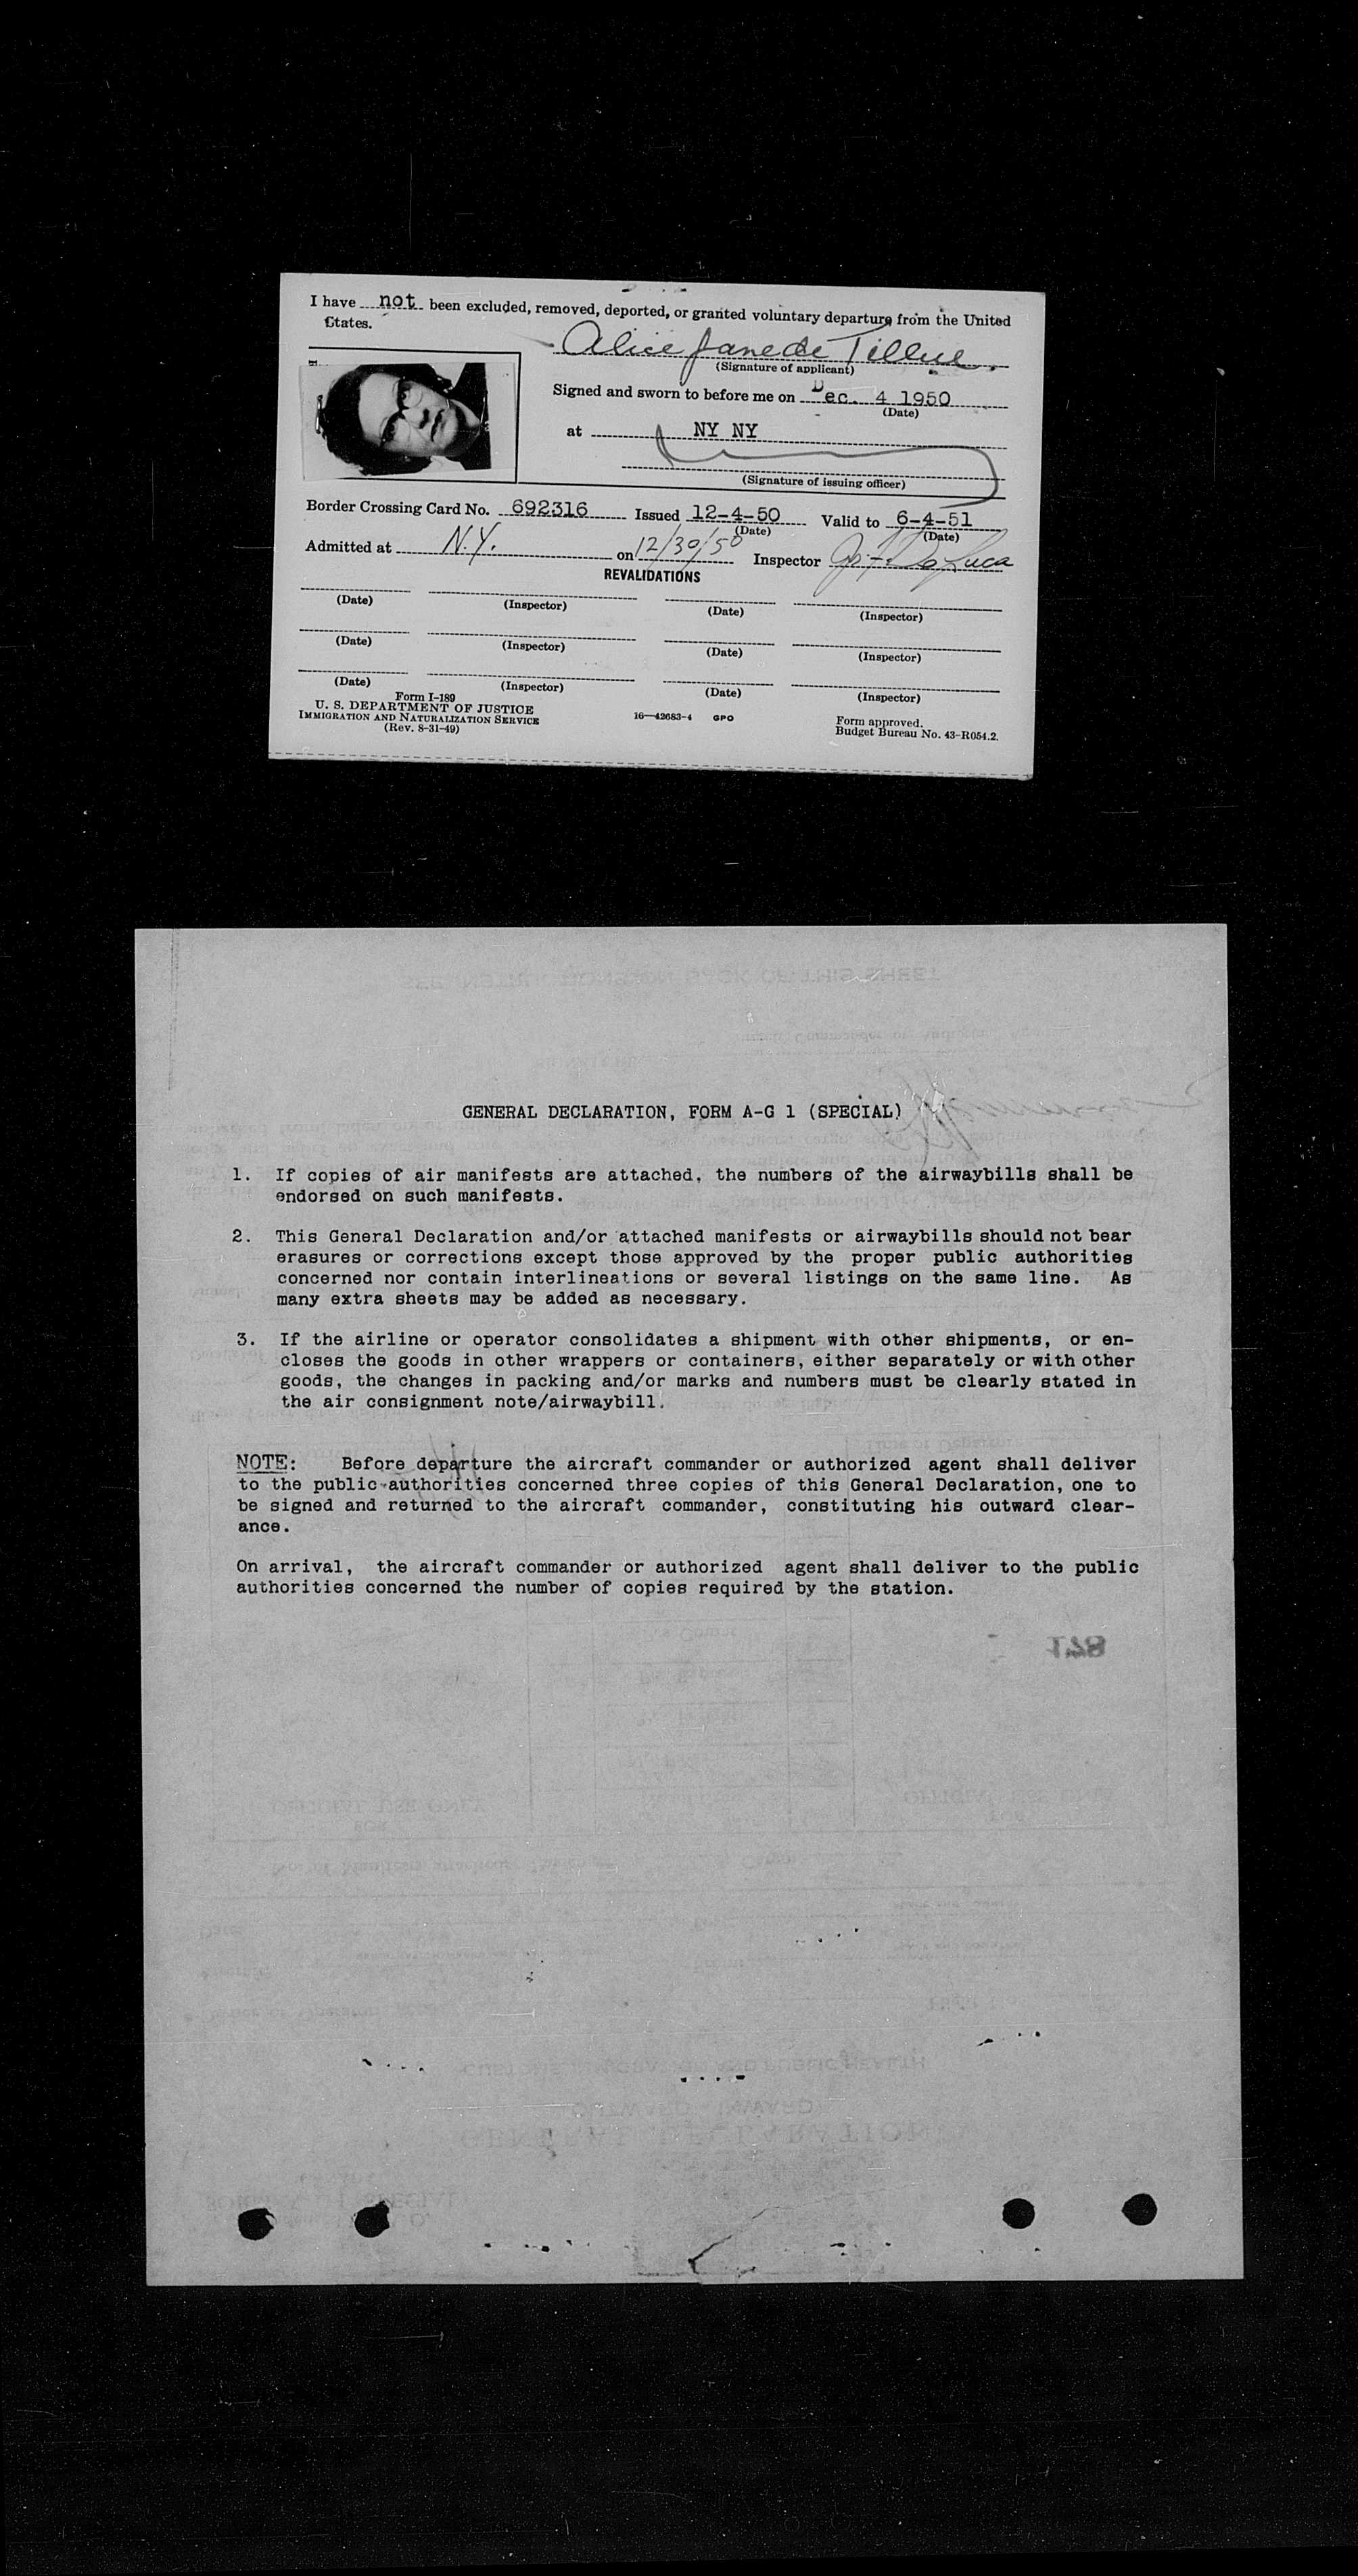 I have not been excluded, removed, deported, or granted voluntary departure from the United
States.
Alice Jane de
(Signature of applicant)
Signed and sworn to before me on Dec. 4 1950
(Date)
at NY NY
(Signature of issuing officer)
Border Crossing Card No. 692316 Issued 12-4-50 Valid to 6-4-51
(Date) (Date)
Admitted at N.Y. on 12/30/50 Inspector
REVALIDATIONS
(Date) (Inspector) (Date) (Inspector)
(Date) (Inspector) (Date) (Inspector)
(Date) (Inspector) (Date) (Inspector)
Form I-189
U. S. DEPARTMENT OF JUSTICE
IMMIGRATION AND NATURALIZATION SERVICE
(Rev. 8-31-49)
16—42683-4 GPO
Form approved.
Budget Bureau No. 43-R054.2.
GENERAL DECLARATION, FORM A-G 1 (SPECIAL)
1. If copies of air manifests are attached, the numbers of the airwaybills shall be
endorsed on such manifests.
2. This General Declaration and/or attached manifests or airwaybills should not bear
erasures or corrections except those approved by the proper public authorities
concerned nor contain interlineations or several listings on the same line. As
many extra sheets may be added as necessary.
3. If the airline or operator consolidates a shipment with other shipments, or en-
closes the goods in other wrappers or containers, either separately or with other
goods, the changes in packing and/or marks and numbers must be clearly stated in
the air consignment note/airwaybill.
NOTE: Before departure the aircraft commander or authorized agent shall deliver
to the public authorities concerned three copies of this General Declaration, one to
be signed and returned to the aircraft commander, constituting his outward clear-
ance.
On arrival, the aircraft commander or authorized agent shall deliver to the public
authorities concerned the number of copies required by the station.